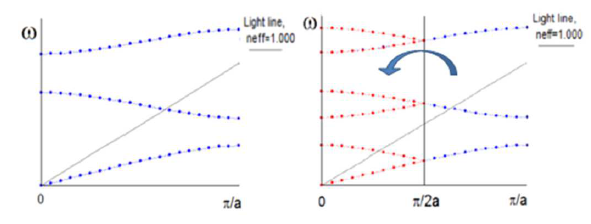 ω
Light line,
neff=1.000
0
π/a
ω
Light line,
neff=1.000
0
π/2a
π/a